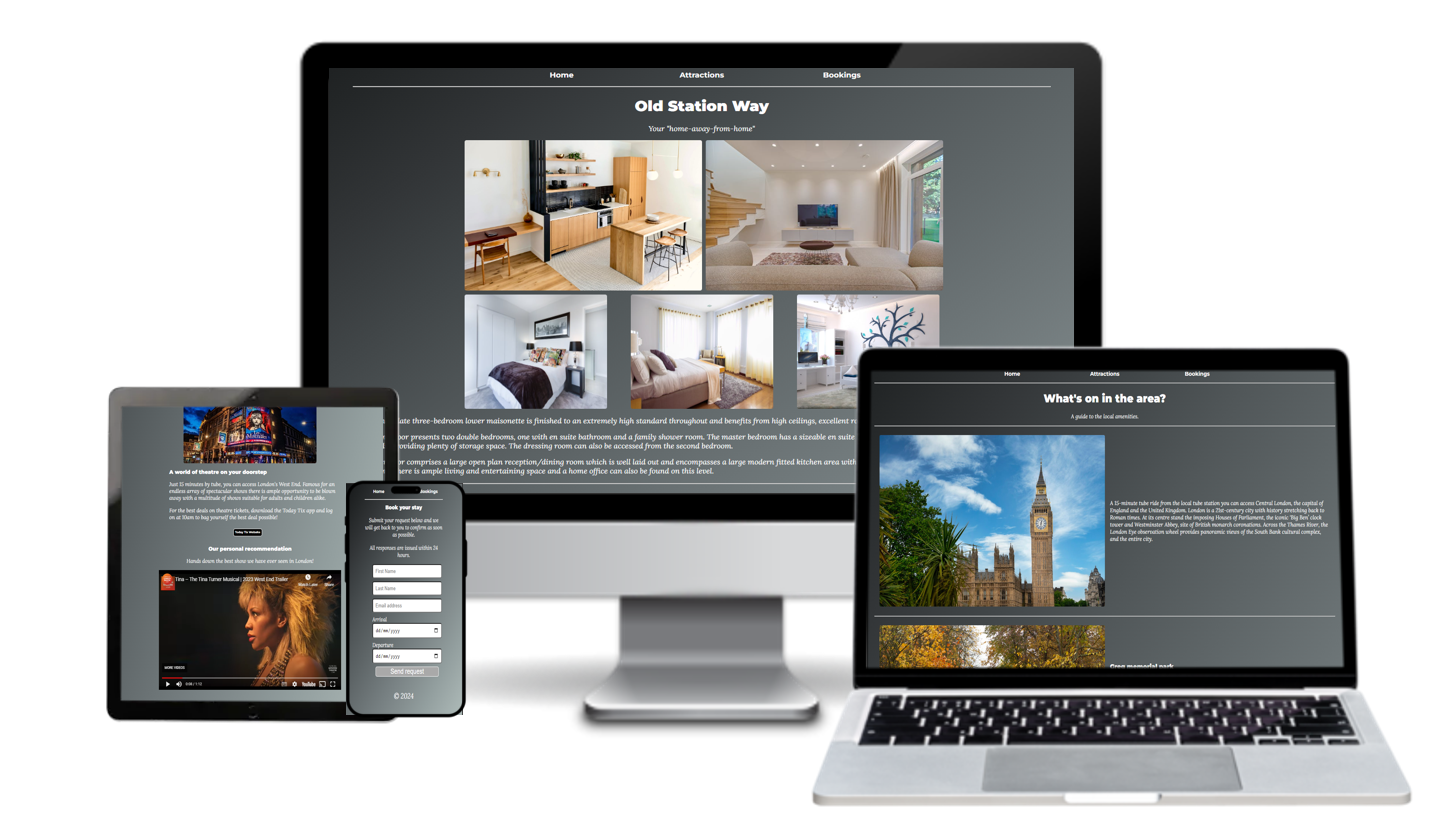 Home Attractions Bookings
Old Station Way
Your "home-away-from-home"
ate three-bedroom lower maisonette is finished to an extremely high standard throughout and benefits from high ceilings, excellent
or presents two double bedrooms, one with en suite bathroom and a family shower room. The master bedroom has a sizeable en suite
oviding plenty of storage space. The dressing room can also be accessed from the second bedroom.
or comprises a large open plan reception/dining room which is well laid out and encompasses a large modern fitted kitchen area with
here is ample living and entertaining space and a home office can also be found on this level.
Home Attractions Bookings
What's on in the area?
A guide to the local amenities.
A 15-minute tube ride from the local tube station you can access Central London, the capital of
England and the United Kingdom. London is a 21st-century city with history stretching back to
Roman times. At its centre stand the imposing Houses of Parliament, the iconic 'Big Ben' clock
tower and Westminster Abbey, site of British monarch coronations. Across the Thames River, the
London Eye observation wheel provides panoramic views of the South Bank cultural complex,
and the entire city.
Greg memorial park
A world of theatre on your doorstep
Just 15 minutes by tube, you can access London's West End. Famous for an
endless array of spectacular shows there is ample opportunity to be blown
away with a multitude of shows suitable for adults and children alike.
For the best deals on theatre tickets, download the Today Tix app and log
on at 10am to bag yourself the best deal possible!
Today Tix Website
Our personal recommendation
Hands down the best show we have ever seen in London!
Tina – The Tina Turner Musical | 2023 West End Trailer
Watch Later Share
MORE VIDEOS
0:08 / 1:12
YouTube
Home Bookings
Book your stay
Submit your request below and we
will get back to you to confirm as soon
as possible.
All responses are issued within 24
hours.
First Name
Last Name
Email address
Arrival
dd/mm/yyyy
Departure
dd/mm/yyyy
Send request
© 2024